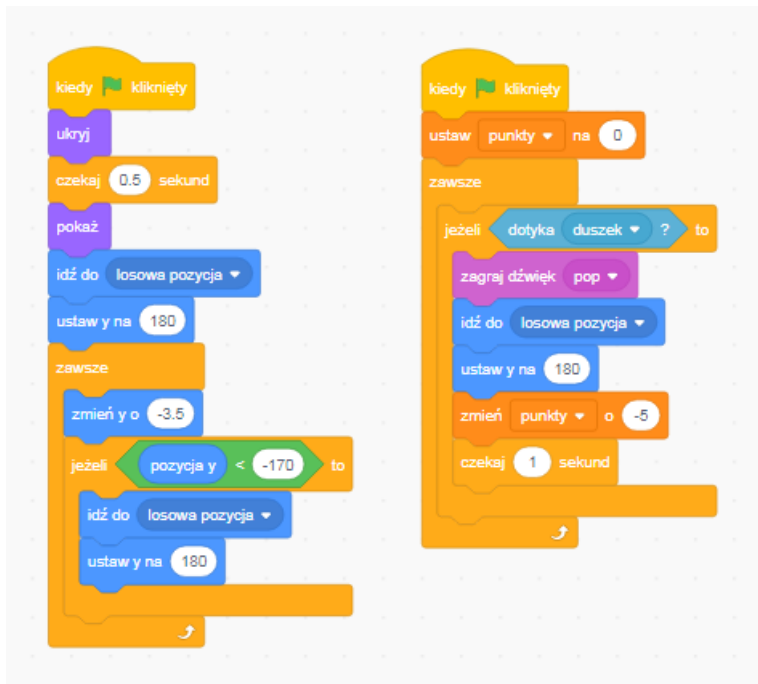 kiedy kliknięty
ukryj
czekaj 0.5 sekund
pokaż
idź do losowa pozycja
ustaw y na 180
zawsze
zmień y o -3.5
jeżeli pozycja y < -170 to
idź do losowa pozycja
ustaw y na 180
kiedy kliknięty
ustaw punkty na 0
zawsze
jeżeli dotyka duszek ? to
zagraj dźwięk pop
idź do losowa pozycja
ustaw y na 180
zmień punkty o -5
czekaj 1 sekund